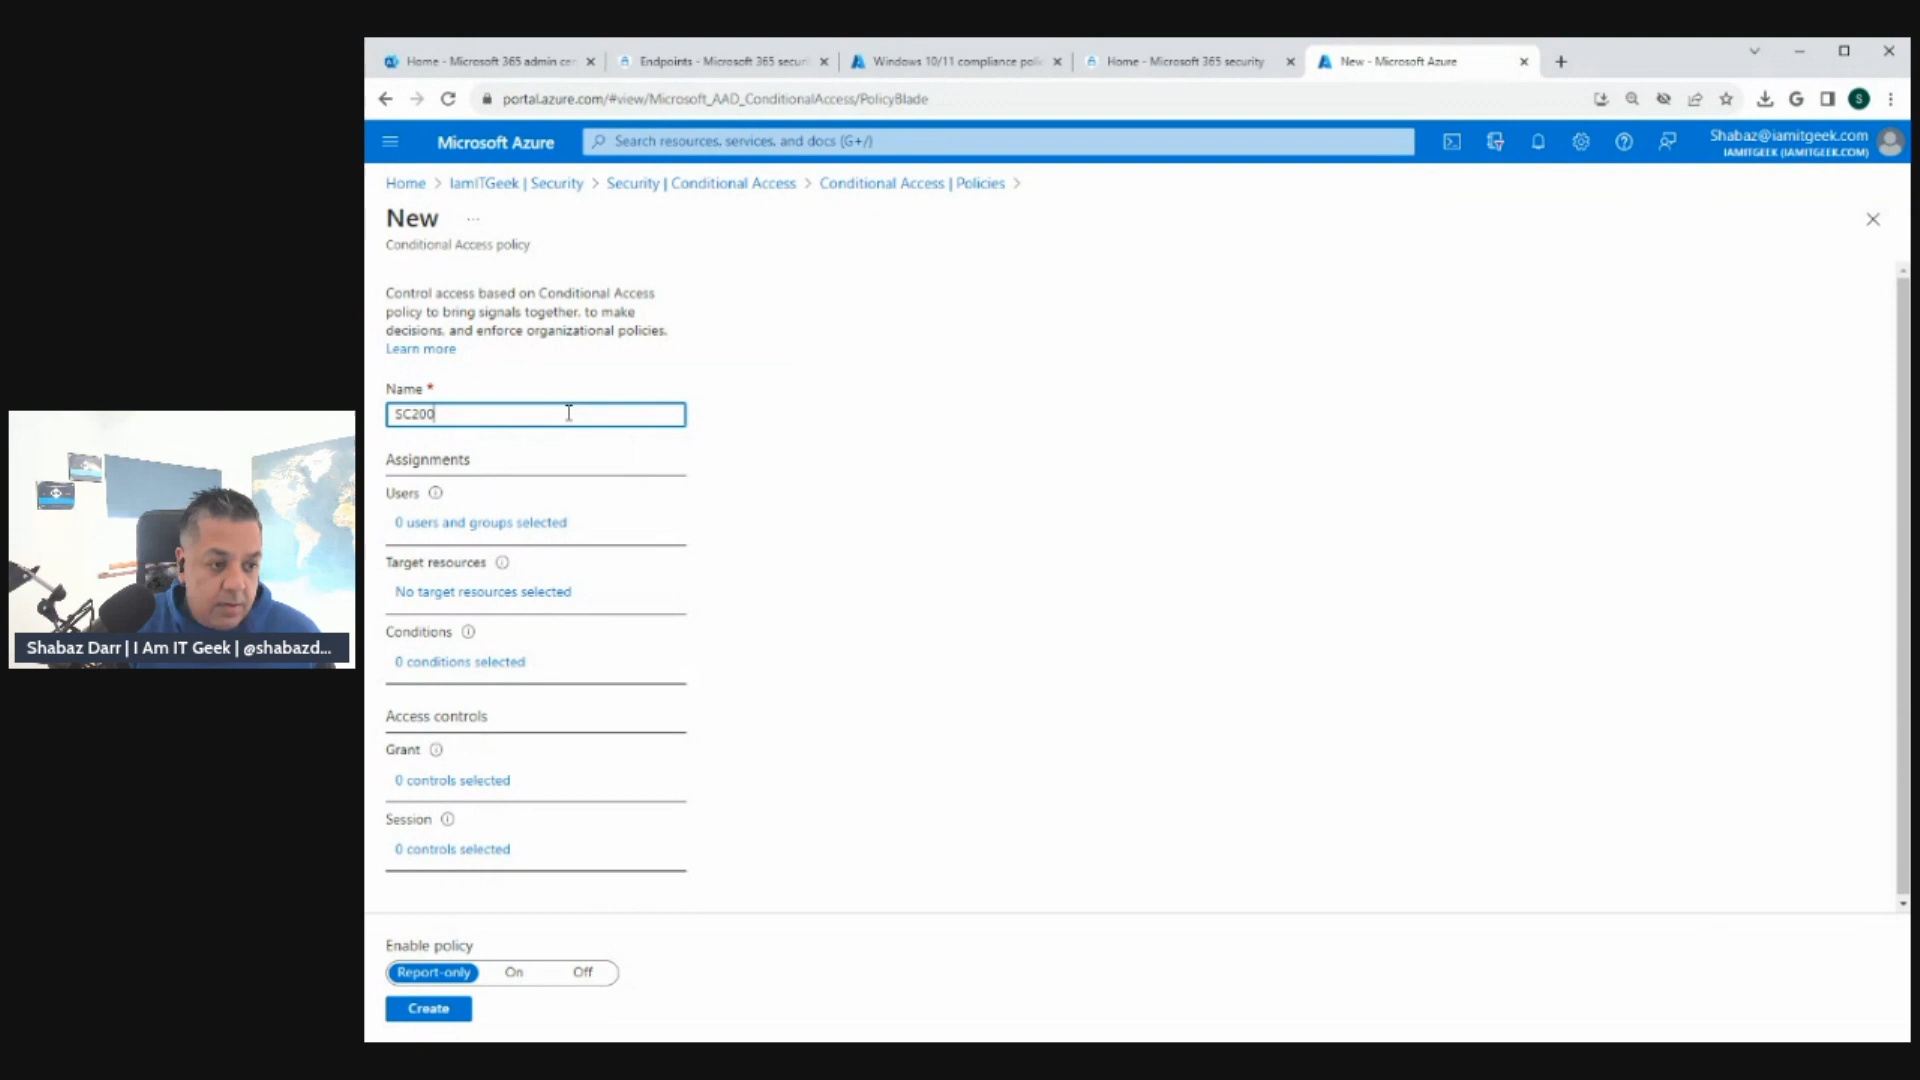 Home - Microsoft 365 admin cen
Endpoints - Microsoft 365 securi
Windows 10/11 compliance polic
Home - Microsoft 365 security
New - Microsoft Azure
portal.azure.com/#view/Microsoft_AAD_ConditionalAccess/PolicyBlade
G
S
Microsoft Azure
Search resources, services, and docs (G+/)
Shabaz@iamitgeek.com
IAMITGEEK (IAMITGEEK.COM)
Home > IamITGeek | Security > Security | Conditional Access > Conditional Access | Policies >
New ...
Conditional Access policy
Control access based on Conditional Access
policy to bring signals together, to make
decisions, and enforce organizational policies.
Learn more
Name *
SC200
Assignments
Users
0 users and groups selected
Target resources
No target resources selected
Conditions
0 conditions selected
Access controls
Grant
0 controls selected
Session
0 controls selected
Enable policy
Report-only On Off
Create
Shabaz Darr | I Am IT Geek | @shabazd...